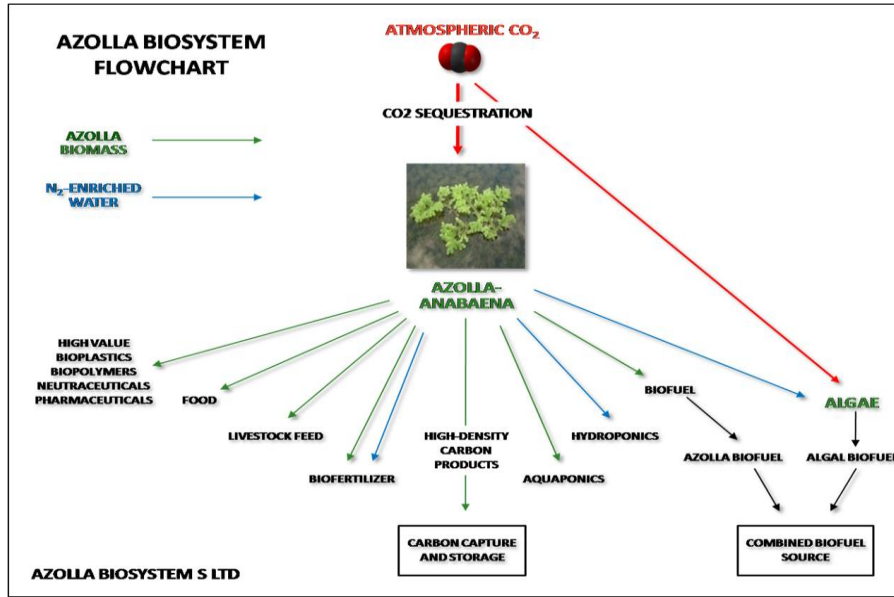 AZOLLA BIOSYSTEM
FLOWCHART
ATMOSPHERIC CO₂
CO2 SEQUESTRATION
AZOLLA
BIOMASS
N₂-ENRICHED
WATER
AZOLLA-
ANABAENA
HIGH VALUE
BIOPLASTICS
BIOPOLYMERS
NEUTRACEUTICALS
PHARMACEUTICALS
FOOD
LIVESTOCK FEED
BIOFERTILIZER
HIGH-DENSITY
CARBON
PRODUCTS
AQUAPONICS
HYDROPONICS
BIOFUEL
ALGAE
AZOLLA BIOFUEL
ALGAL BIOFUEL
CARBON CAPTURE
AND STORAGE
COMBINED BIOFUEL
SOURCE
AZOLLA BIOSYSTEM S LTD